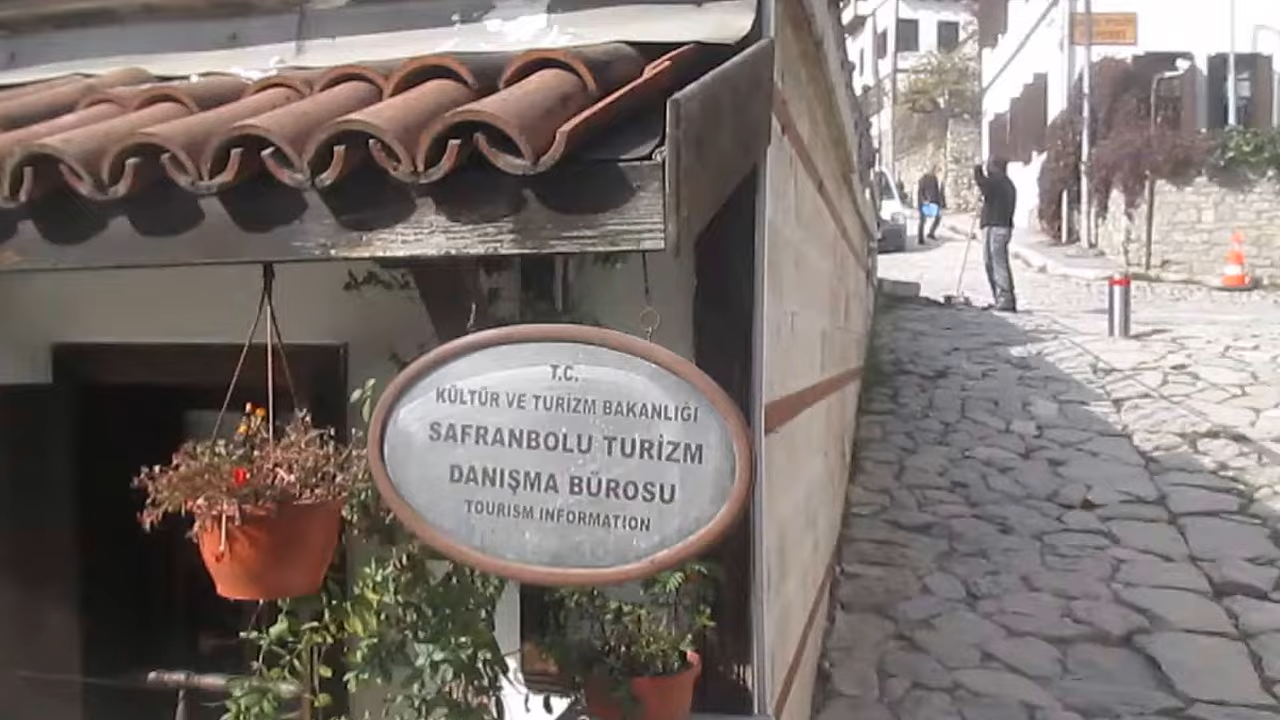 T.C.
KÜLTÜR VE TURİZM BAKANLIĞI
SAFRANBOLU TURİZM
DANIŞMA BÜROSU
TOURISM INFORMATION